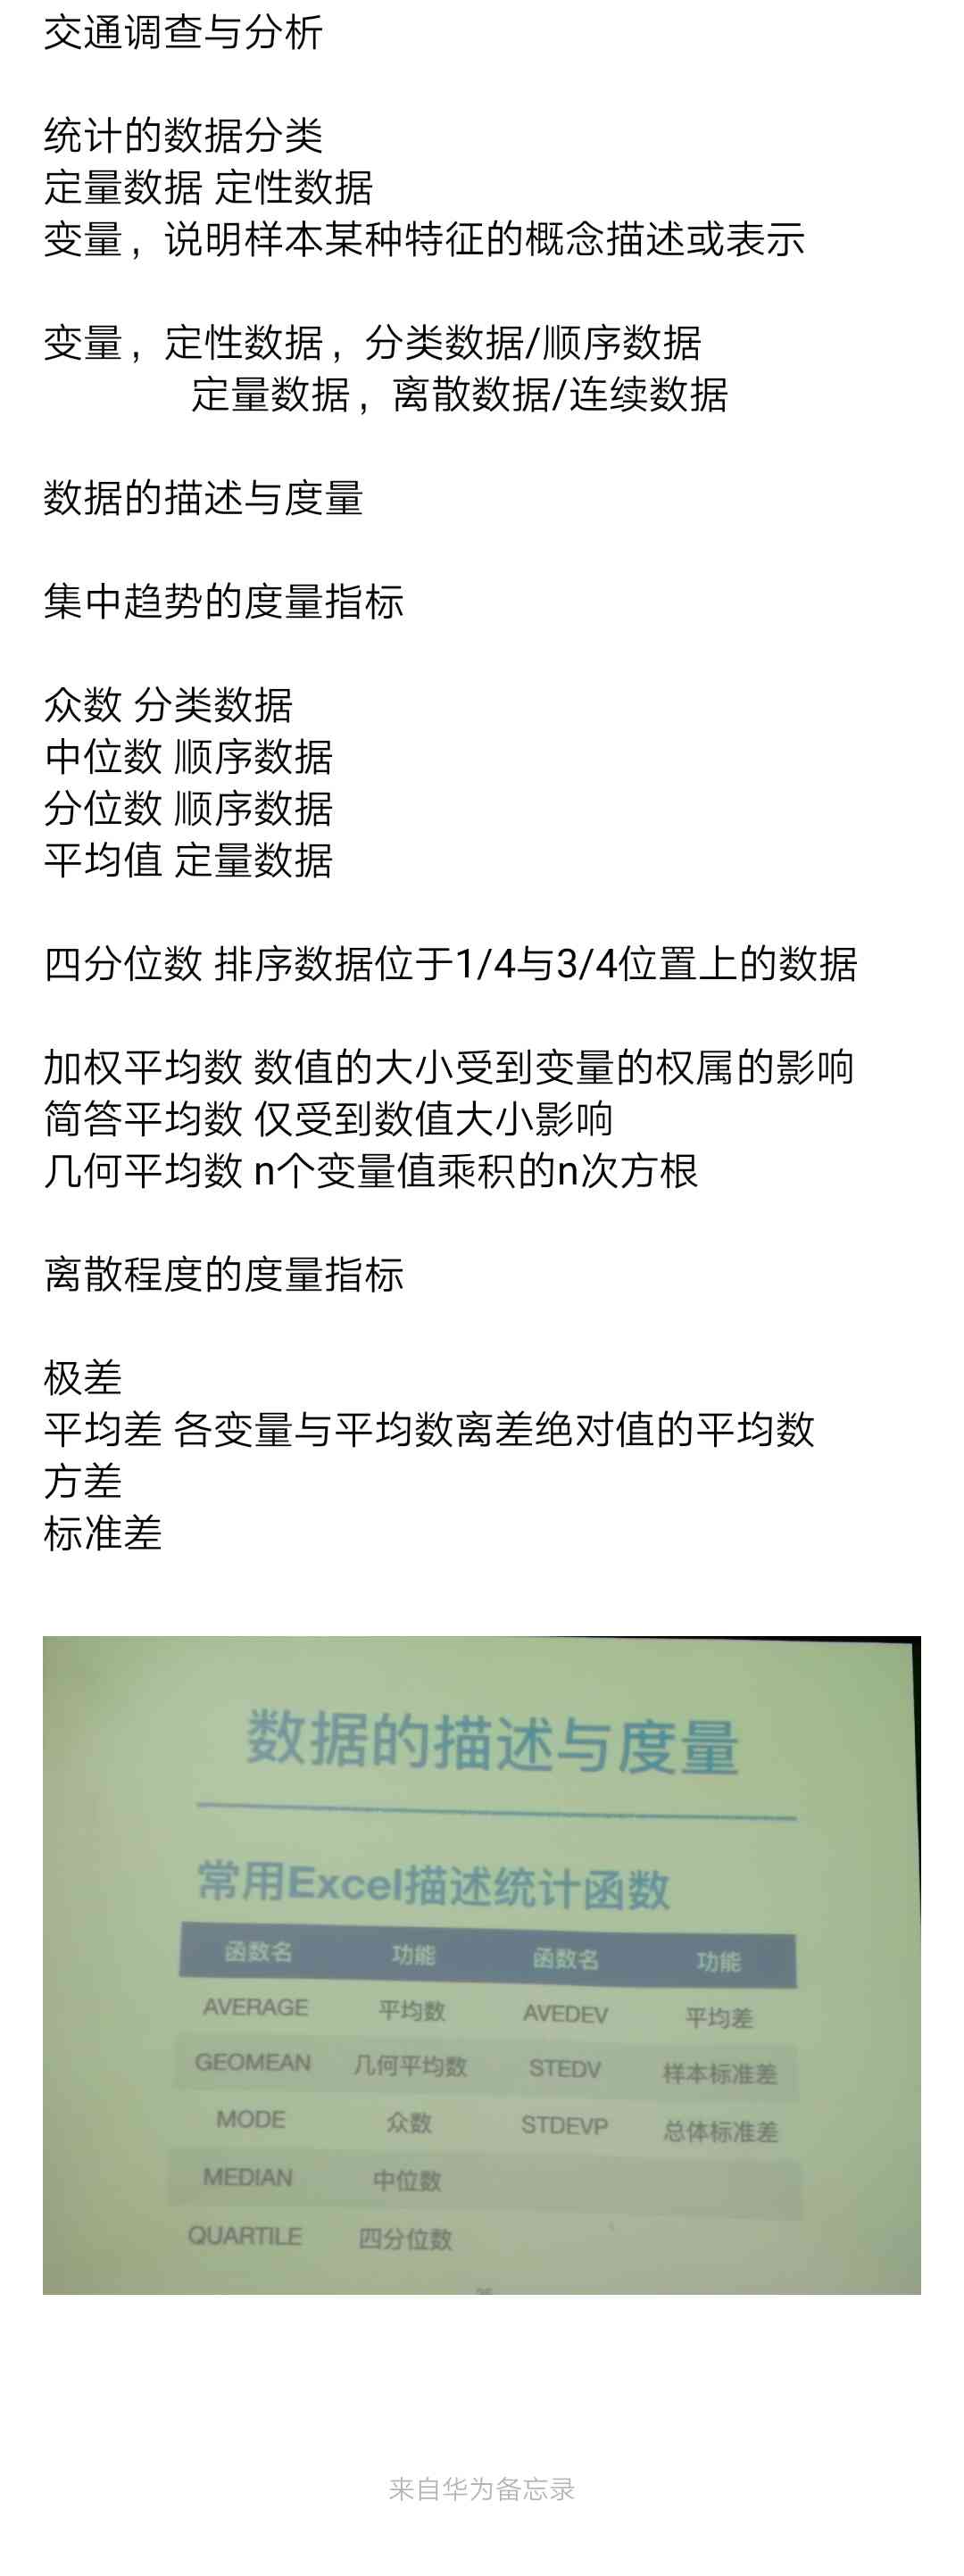 交通调查与分析
统计的数据分类
定量数据 定性数据
变量，说明样本某种特征的概念描述或表示
变量，定性数据，分类数据/顺序数据
定量数据，离散数据/连续数据
数据的描述与度量
集中趋势的度量指标
众数 分类数据
中位数 顺序数据
分位数 顺序数据
平均值 定量数据
四分位数 排序数据位于1/4与3/4位置上的数据
加权平均数 数值的大小受到变量的权属的影响
简答平均数 仅受到数值大小影响
几何平均数 n个变量值乘积的n次方根
离散程度的度量指标
极差
平均差 各变量与平均数离差绝对值的平均数
方差
标准差
数据的描述与度量
常用Excel描述统计函数
函数名 功能 函数名 功能
AVERAGE 平均数 AVEDEV 平均差
GEOMEAN 几何平均数 STEDV 样本标准差
MODE 众数 STDEVP 总体标准差
MEDIAN 中位数
QUARTILE 四分位数
来自华为备忘录